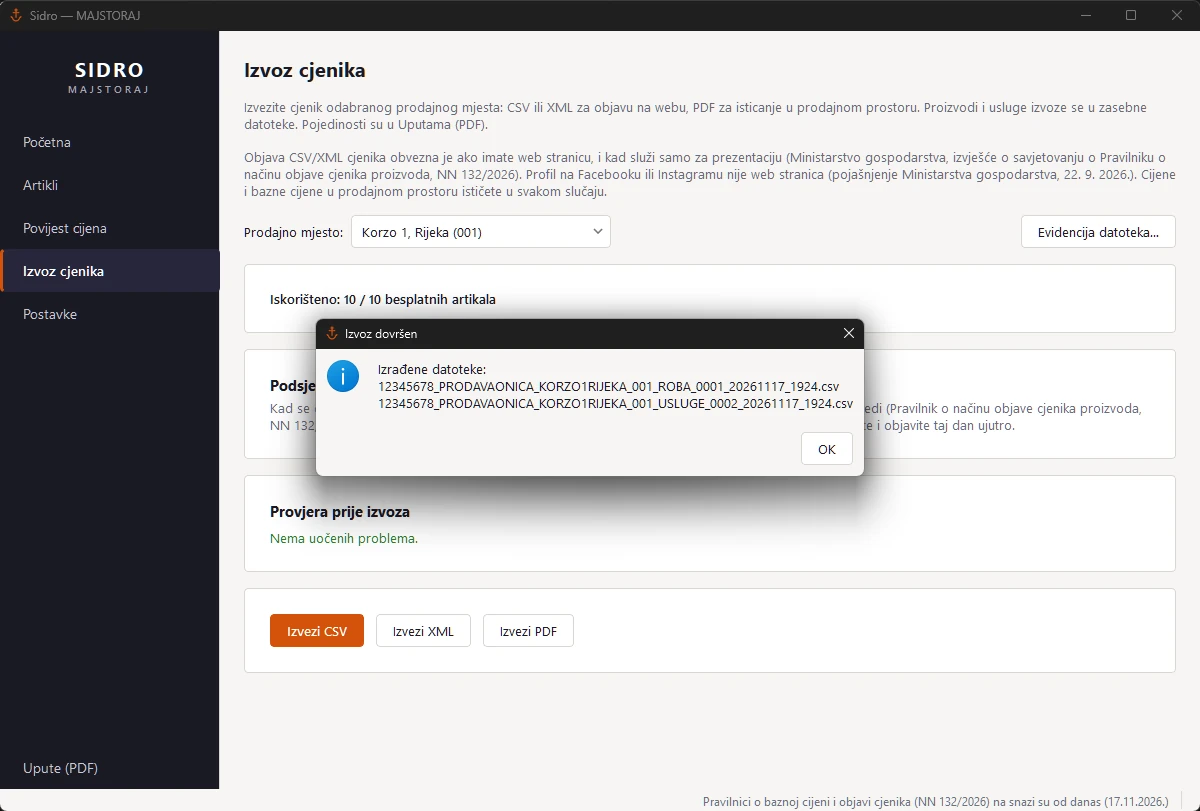 Sidro — MAJSTORAJ
SIDRO
MAJSTORAJ
Početna
Artikli
Povijest cijena
Izvoz cjenika
Postavke
Upute (PDF)
Izvoz cjenika
Izvezite cjenik odabranog prodajnog mjesta: CSV ili XML za objavu na webu, PDF za isticanje u prodajnom prostoru. Proizvodi i usluge izvoze se u zasebne
datoteke. Pojedinosti su u Uputama (PDF).
Objava CSV/XML cjenika obvezna je ako imate web stranicu, i kad služi samo za prezentaciju (Ministarstvo gospodarstva, izvješće o savjetovanju o Pravilniku o
načinu objave cjenika proizvoda, NN 132/2026). Profil na Facebooku ili Instagramu nije web stranica (pojašnjenje Ministarstva gospodarstva, 22. 9. 2026.). Cijene
i bazne cijene u prodajnom prostoru ističete u svakom slučaju.
Prodajno mjesto: Korzo 1, Rijeka (001)
Evidencija datoteka...
Iskorišteno: 10 / 10 besplatnih artikala
Izvoz dovršen
Izrađene datoteke:
12345678_PRODAVAONICA_KORZO1RIJEKA_001_ROBA_0001_20261117_1924.csv
12345678_PRODAVAONICA_KORZO1RIJEKA_001_USLUGE_0002_20261117_1924.csv
OK
Podsje
Kad se edi (Pravilnik o načinu objave cjenika proizvoda,
NN 132 i objavite taj dan ujutro.
Provjera prije izvoza
Nema uočenih problema.
Izvezi CSV
Izvezi XML
Izvezi PDF
Pravilnici o baznoj cijeni i objavi cjenika (NN 132/2026) na snazi su od danas (17.11.2026.)